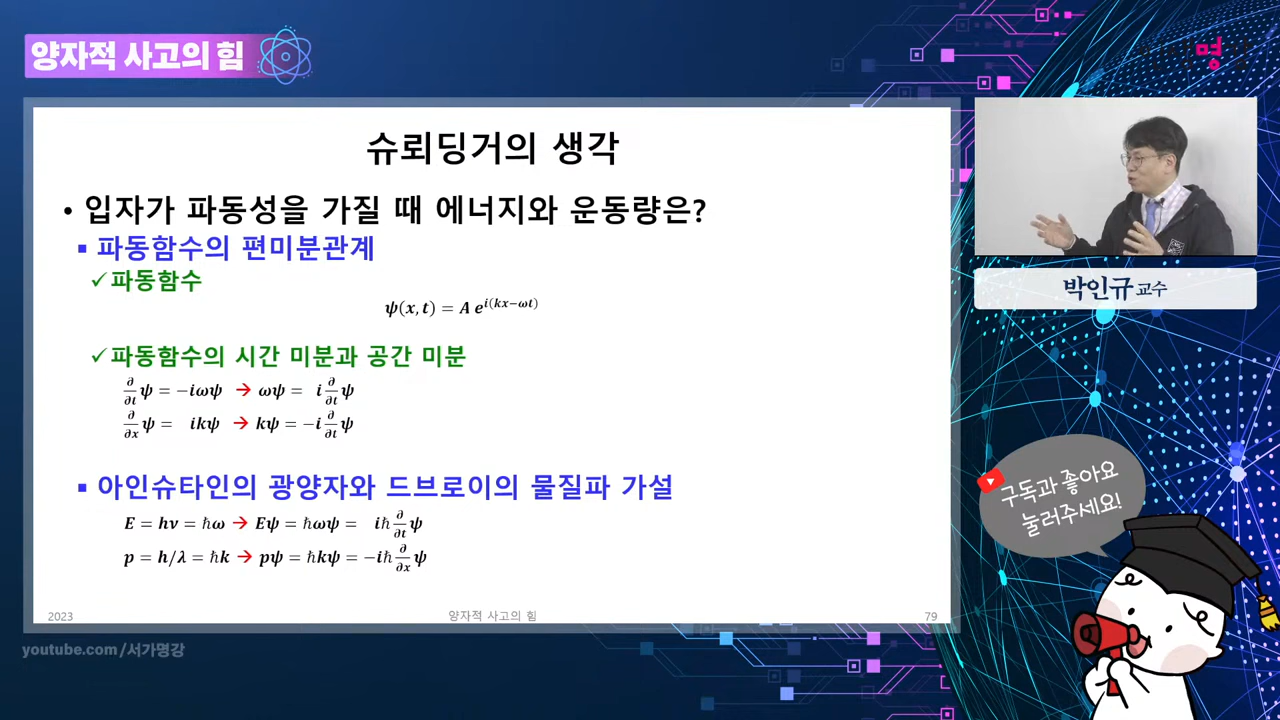 양자적 사고의 힘
명
슈뢰딩거의 생각
• 입자가 파동성을 가질 때 에너지와 운동량은?
▪ 파동함수의 편미분관계
✓파동함수
ψ(x, t) = A e^{i(kx−ωt)}
✓파동함수의 시간 미분과 공간 미분
∂/∂t ψ = −iωψ → ωψ = i ∂/∂t ψ
∂/∂x ψ = ikψ → kψ = −i ∂/∂t ψ
▪ 아인슈타인의 광양자와 드브로이의 물질파 가설
E = hν = ℏω → Eψ = ℏωψ = iℏ ∂/∂t ψ
p = h/λ = ℏk → pψ = ℏkψ = −iℏ ∂/∂x ψ
2023 양자적 사고의 힘 79
박인규 교수
구독과 좋아요
눌러주세요!
youtube.com/서가명강